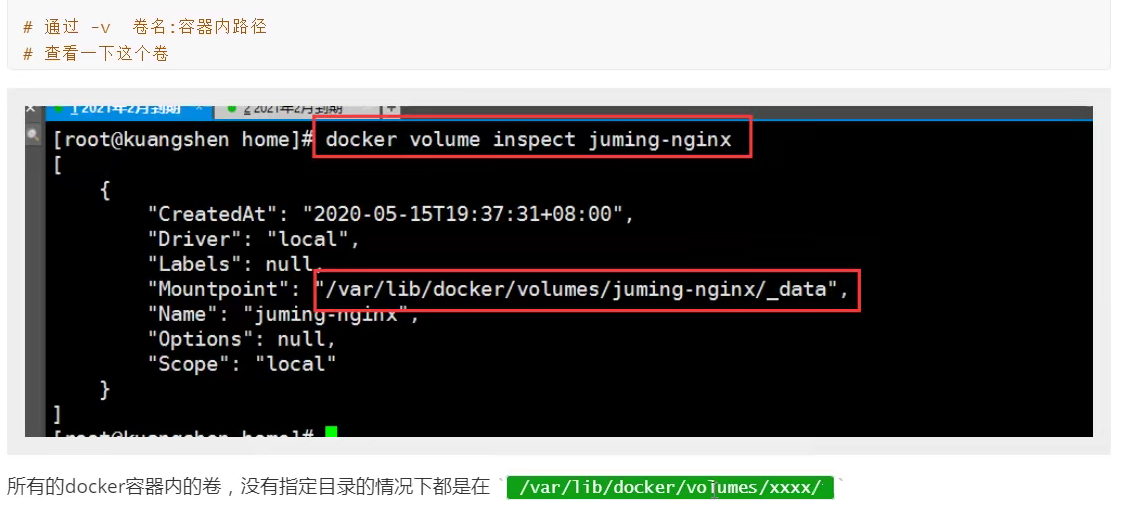 # 通过 -v 卷名:容器内路径
# 查看一下这个卷
1 2021年2月到期 × 2 2021年2月到期 +
[root@kuangshen home]# docker volume inspect juming-nginx
[
{
"CreatedAt": "2020-05-15T19:37:31+08:00",
"Driver": "local",
"Labels": null,
"Mountpoint": "/var/lib/docker/volumes/juming-nginx/_data",
"Name": "juming-nginx",
"Options": null,
"Scope": "local"
}
]
[root@kuangshen home]#
所有的docker容器内的卷，没有指定目录的情况下都是在 ` /var/lib/docker/volumes/xxxx/ `